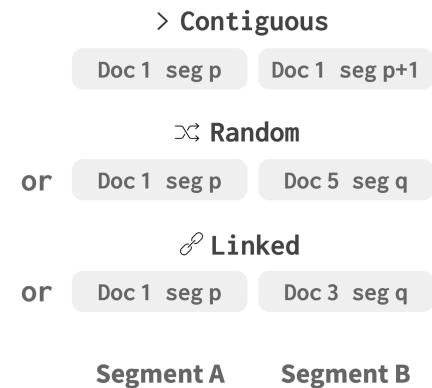 > Contiguous
Doc 1 seg p Doc 1 seg p+1
Random
or Doc 1 seg p Doc 5 seg q
Linked
or Doc 1 seg p Doc 3 seg q
Segment A Segment B